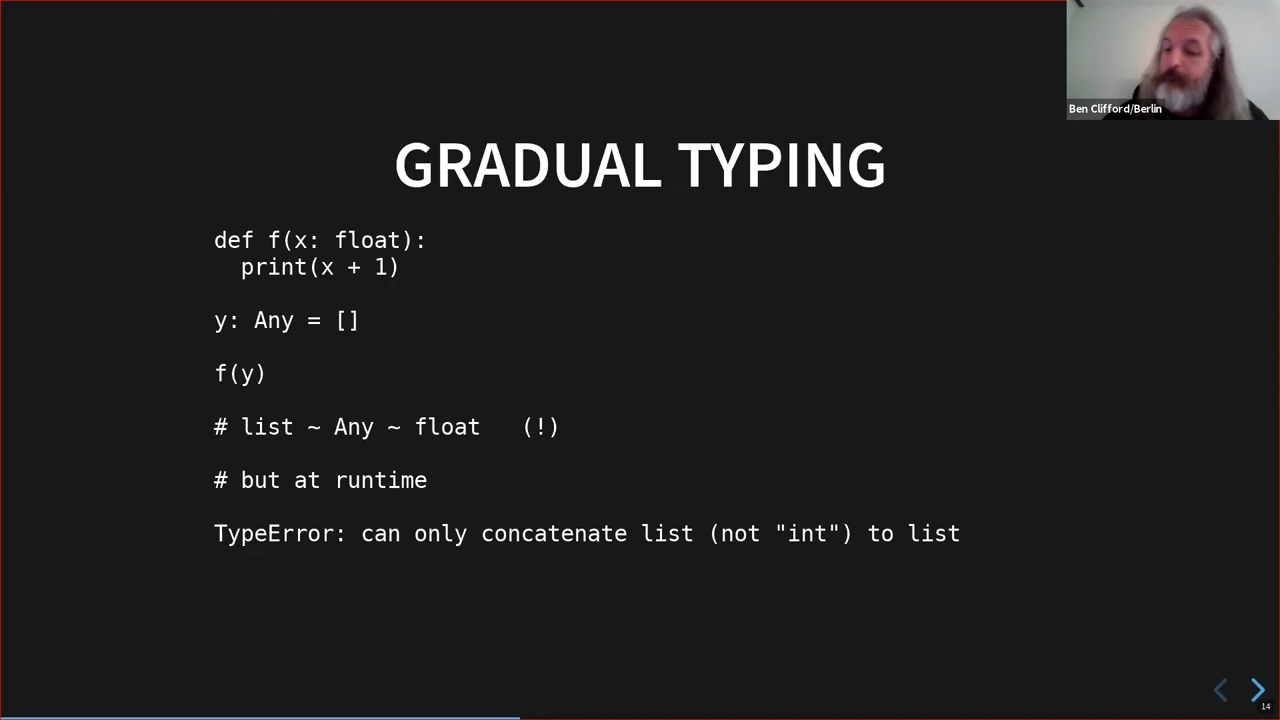 Ben Clifford/Berlin
GRADUAL TYPING
def f(x: float):
  print(x + 1)
y: Any = []
f(y)
# list ~ Any ~ float   (!)
# but at runtime
TypeError: can only concatenate list (not "int") to list
14